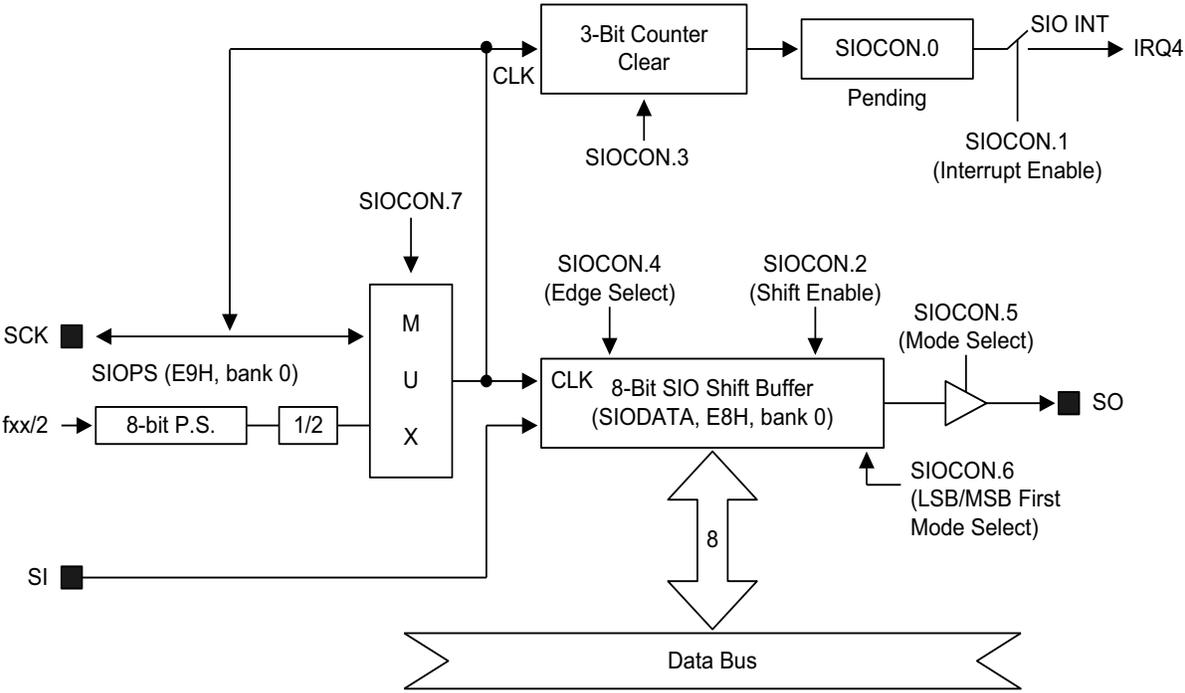 3-Bit Counter
Clear
CLK
SIOCON.0
Pending
SIO INT
IRQ4
SIOCON.3
SIOCON.1
(Interrupt Enable)
SIOCON.7
SIOCON.4
(Edge Select)
SIOCON.2
(Shift Enable)
SIOCON.5
(Mode Select)
SCK
SIOPS (E9H, bank 0)
fxx/2
8-bit P.S.
1/2
M
U
X
CLK
8-Bit SIO Shift Buffer
(SIODATA, E8H, bank 0)
SO
SIOCON.6
(LSB/MSB First
Mode Select)
8
SI
Data Bus